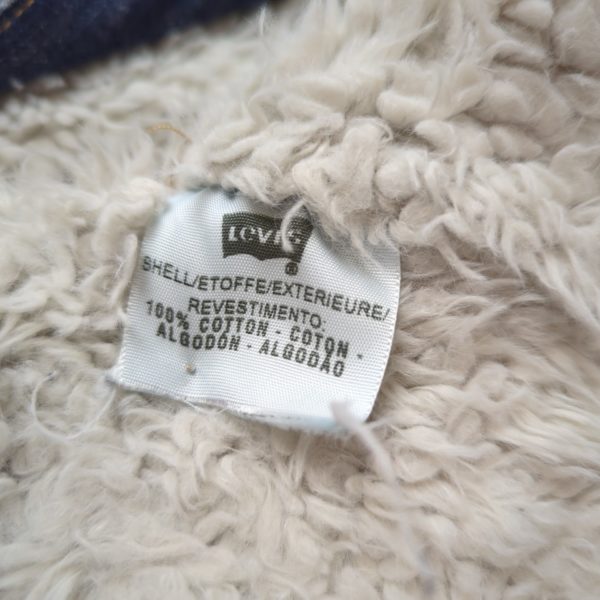 Levi's
®
SHELL/ETOFFE/EXTERIEURE/
REVESTIMENTO:
100% COTTON - COTON -
ALGODON - ALGODAO